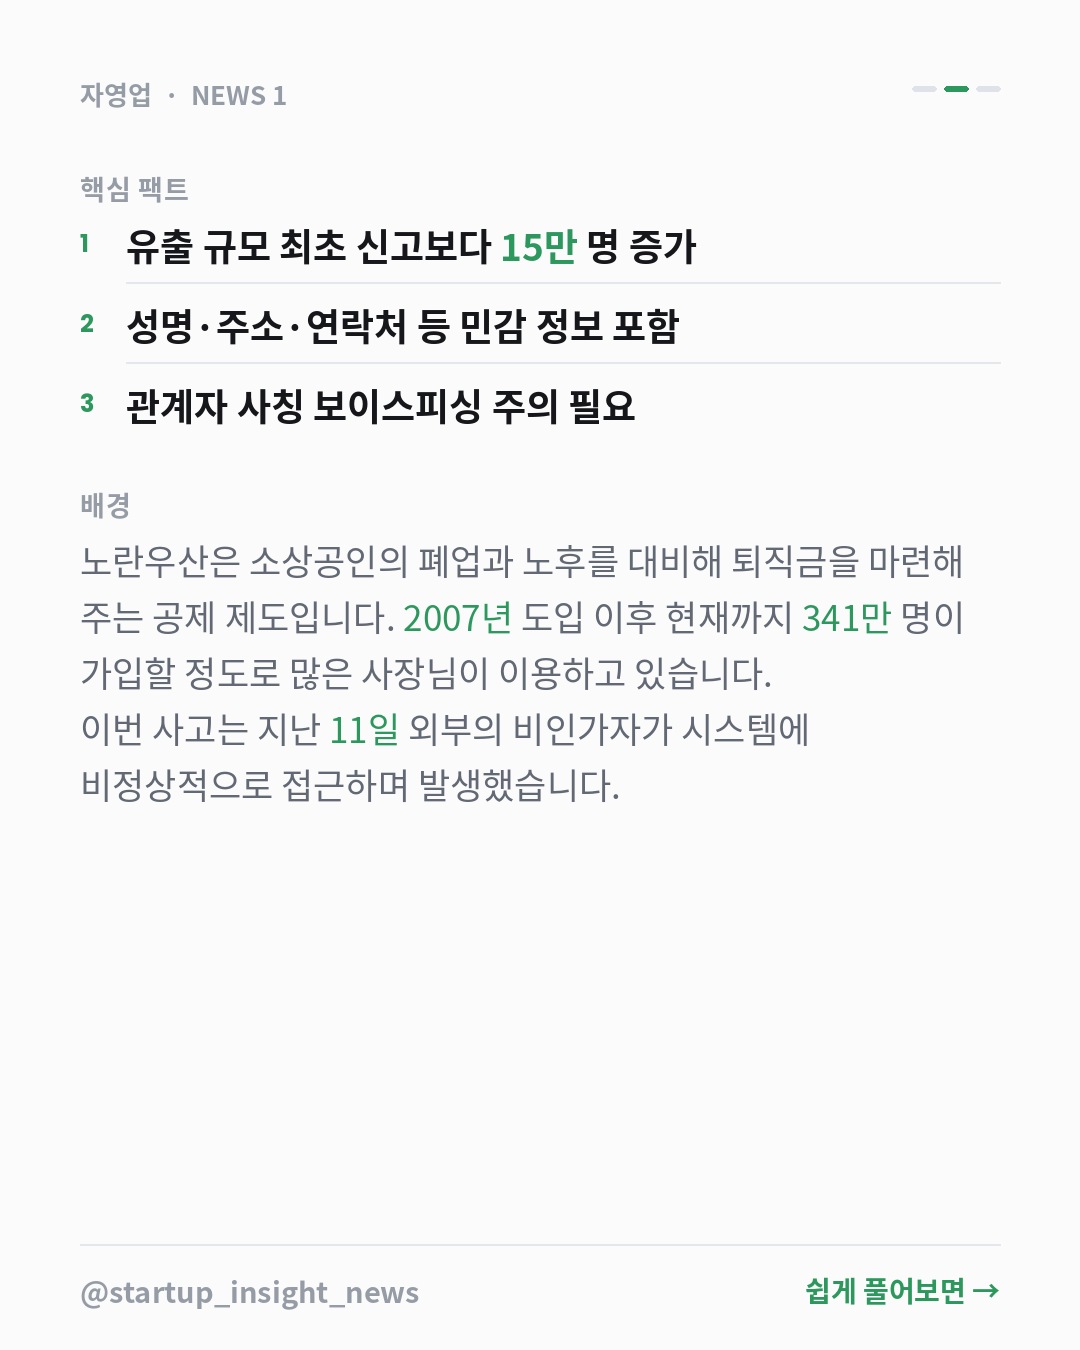 자영업 · NEWS 1
핵심 팩트
1 유출 규모 최초 신고보다 15만 명 증가
2 성명·주소·연락처 등 민감 정보 포함
3 관계자 사칭 보이스피싱 주의 필요
배경
노란우산은 소상공인의 폐업과 노후를 대비해 퇴직금을 마련해
주는 공제 제도입니다. 2007년 도입 이후 현재까지 341만 명이
가입할 정도로 많은 사장님이 이용하고 있습니다.
이번 사고는 지난 11일 외부의 비인가자가 시스템에
비정상적으로 접근하며 발생했습니다.
@startup_insight_news
쉽게 풀어보면 →